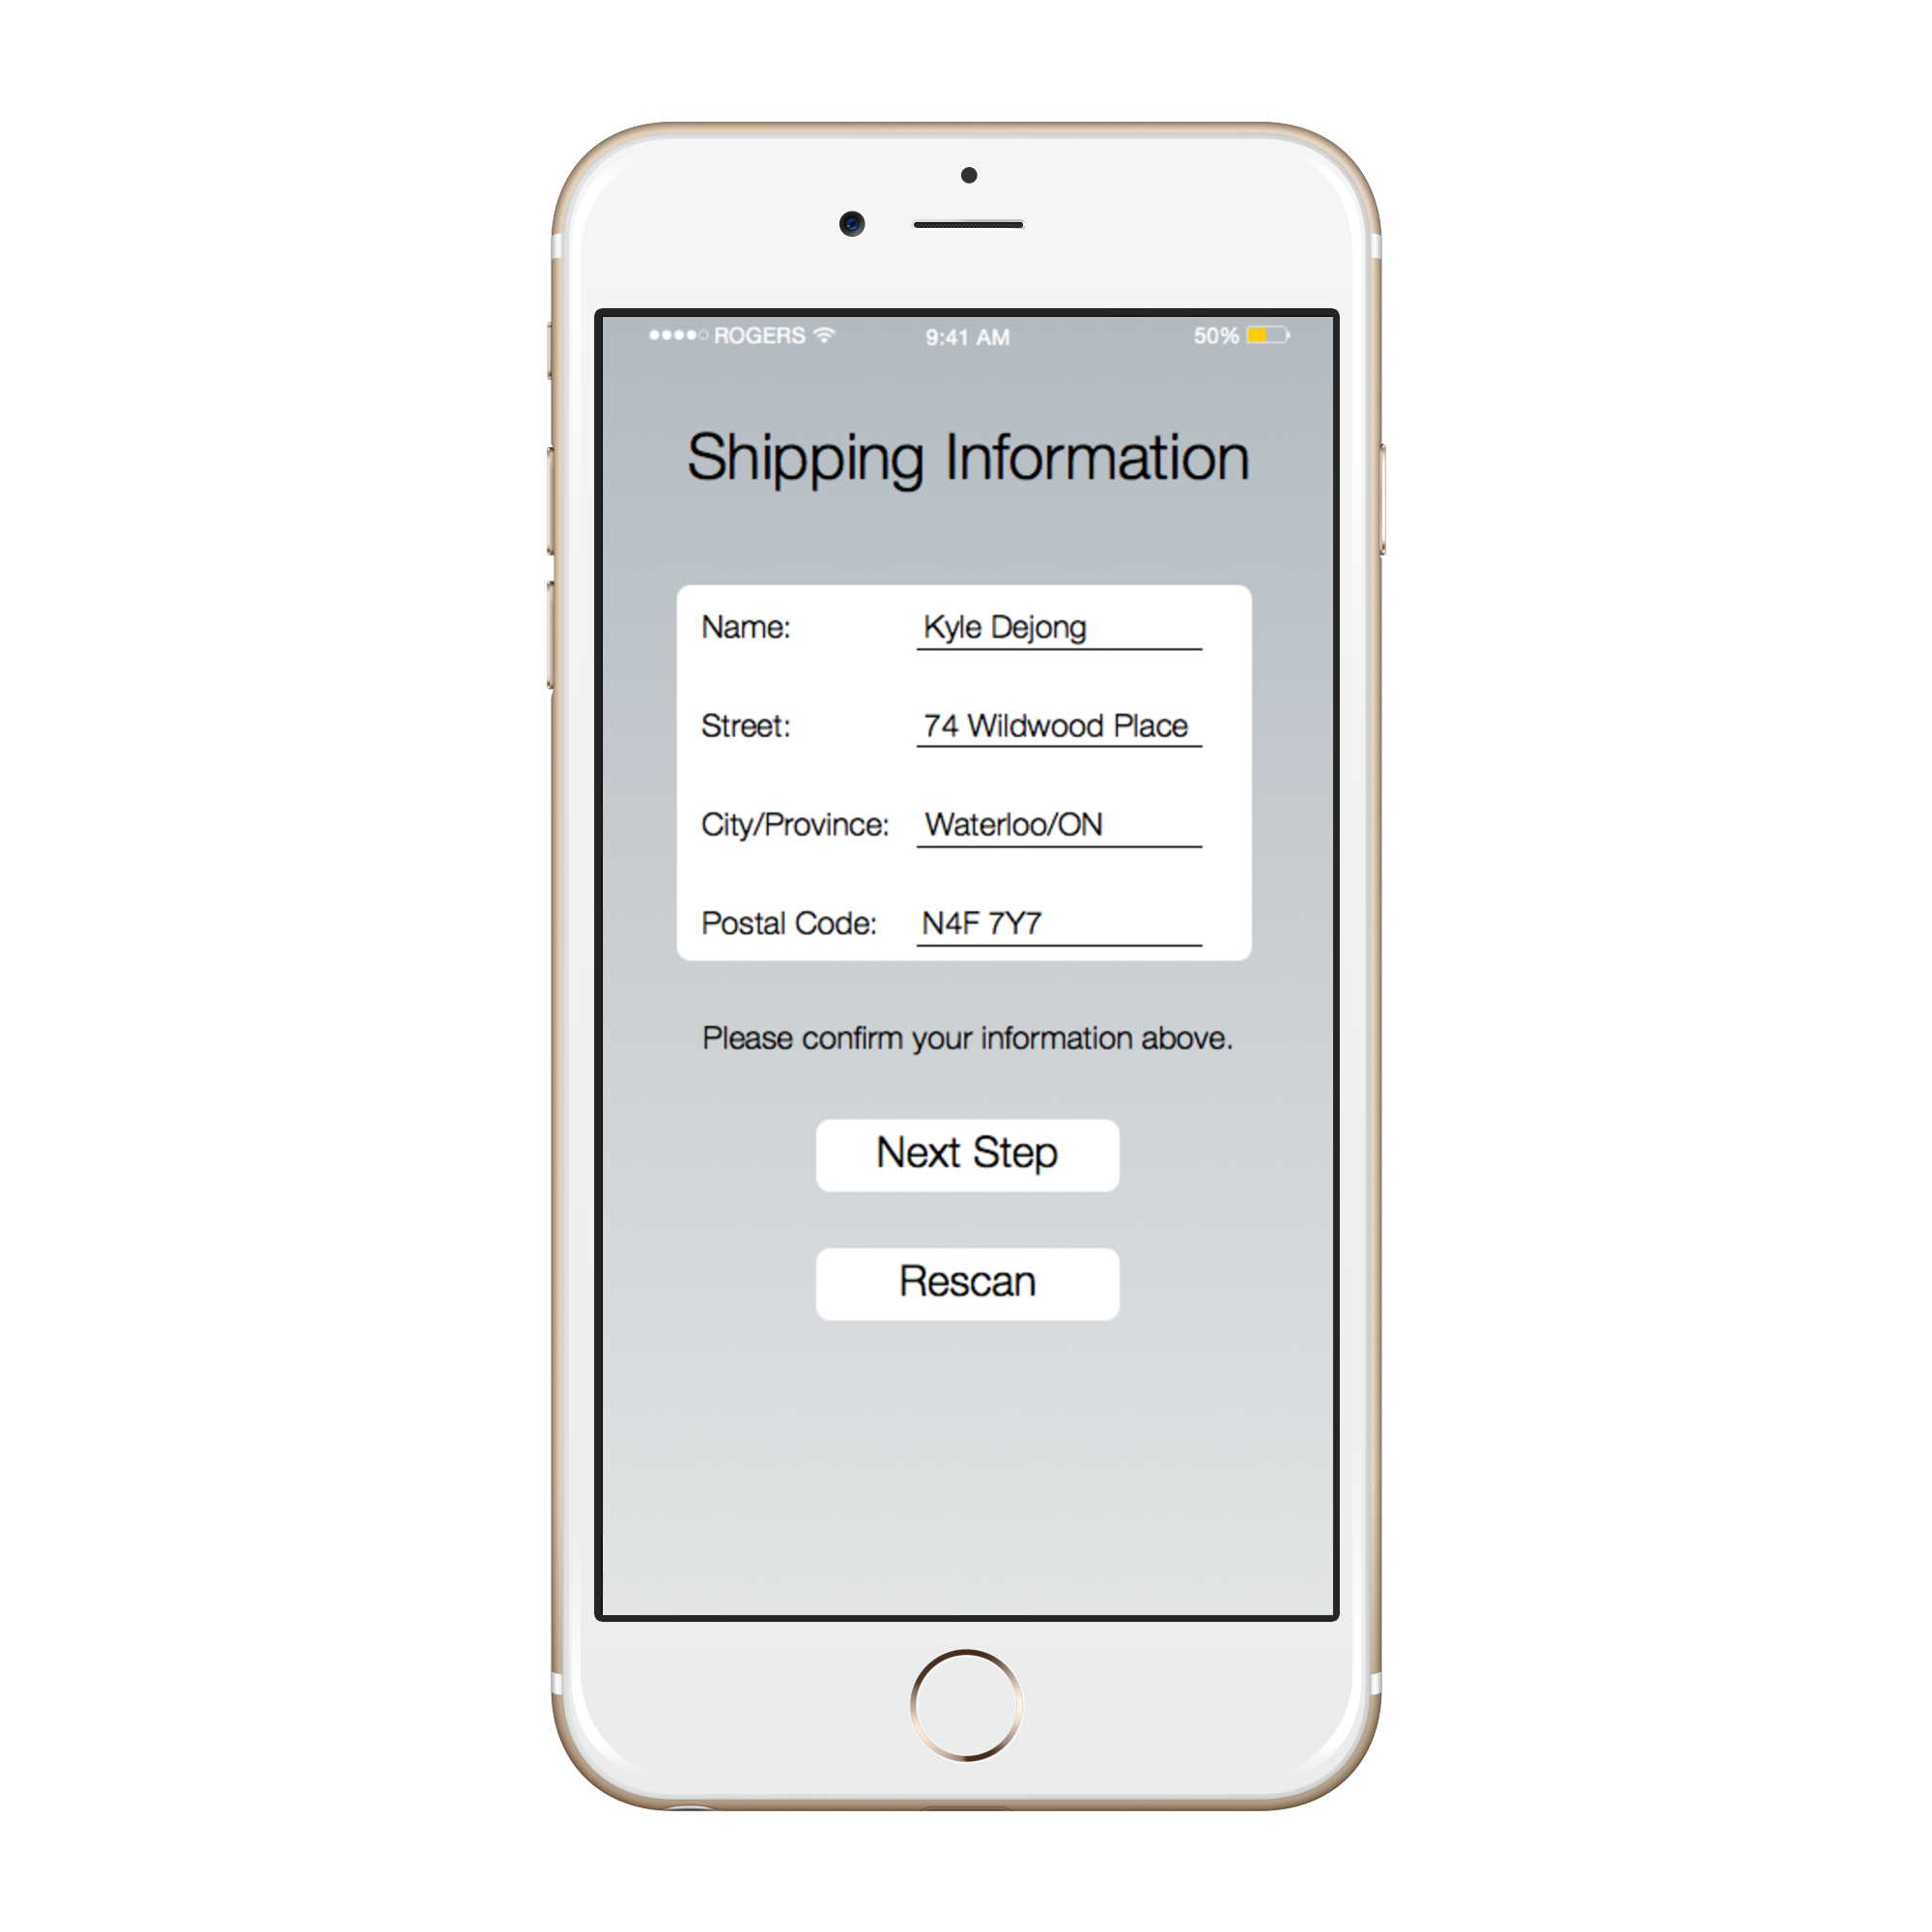 ROGERS 9:41 AM 50%
Shipping Information
Name: Kyle Dejong
Street: 74 Wildwood Place
City/Province: Waterloo/ON
Postal Code: N4F 7Y7
Please confirm your information above.
Next Step
Rescan